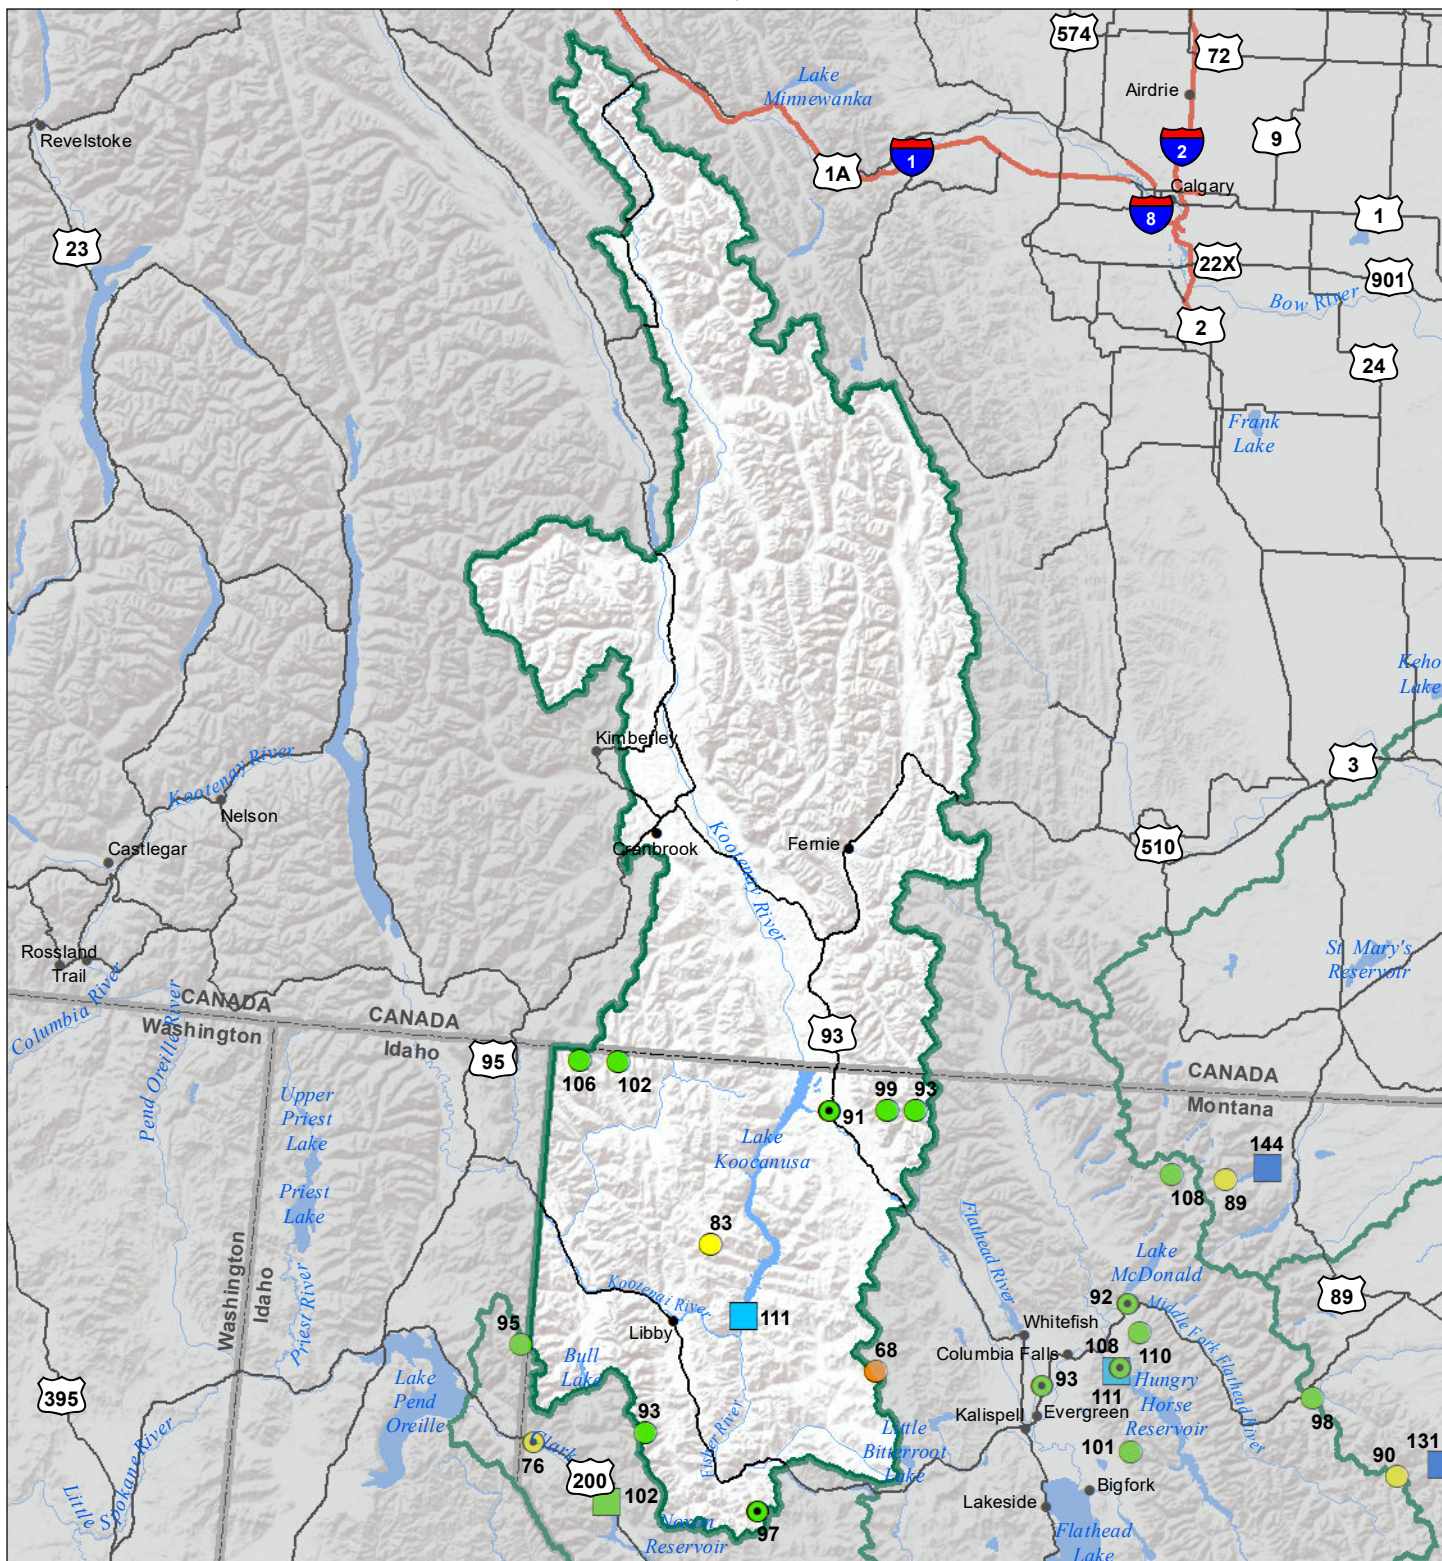 574
72
Lake
Minnewanka
Airdrie
Revelstoke
9
2
1
1A
Calgary
8
1
23
22X
901
Bow River
2
24
Frank
Lake
Keho
Lake
Kimberley
Kootenay River
3
Nelson
Kootenay River
Cranbrook
Fernie
510
Castlegar
Rossland
Trail
St. Mary's
Reservoir
Columbia River
CANADA
Washington
Pend Oreille River
CANADA
Idaho
95
93
CANADA
Montana
106
102
99
93
91
Upper
Priest
Lake
Lake
Koocanusa
144
108
89
Priest
Lake
83
Flathead River
Lake
McDonald
Washington
Idaho
Priest River
Kootenai River
111
Libby
92
Middle Fork Flathead River
89
Whitefish
95
Bull
Lake
68
Columbia Falls
108
110
111
93
Hungry
Horse
Reservoir
395
Lake
Pend
Oreille
Kalispell
Evergreen
98
93
Clark
76
Fisher River
Little
Bitterroot
Lake
101
131
90
200
102
Bigfork
Lakeside
Little
Spokane River
Noxon
Reservoir
97
Flathead
Lake